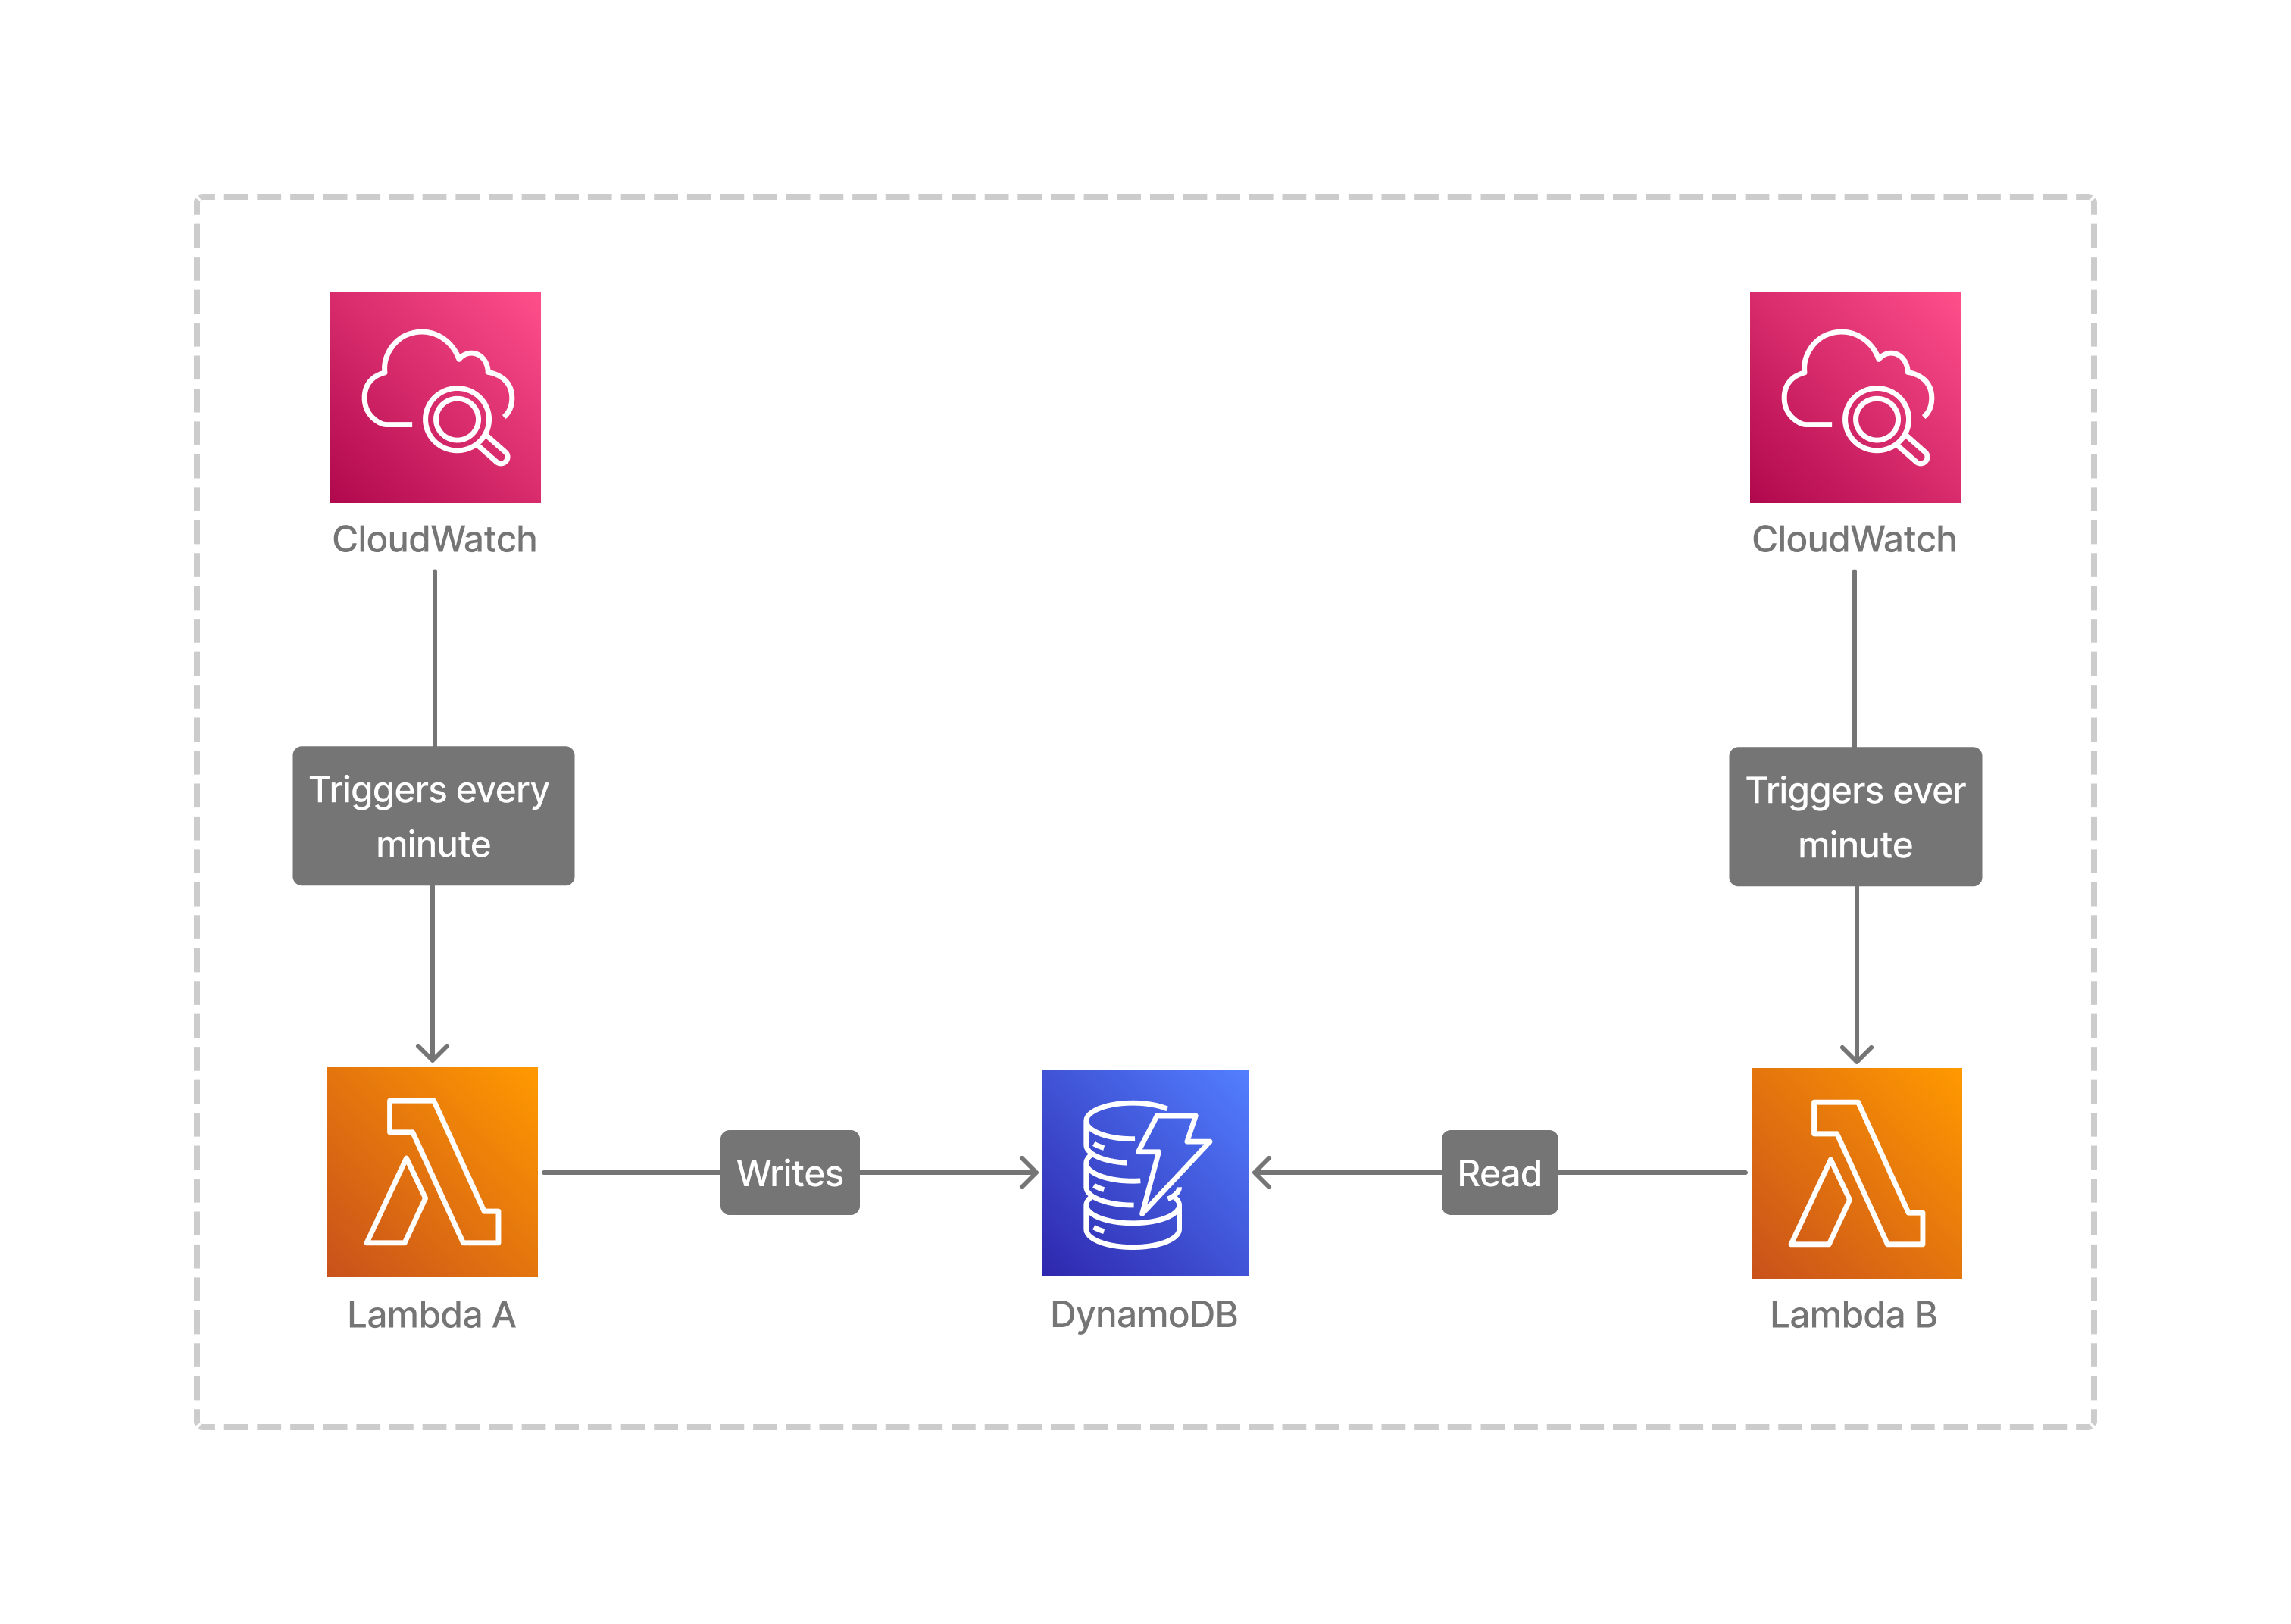 CloudWatch
CloudWatch
Triggers every
minute
Triggers ever
minute
Writes
Read
Lambda A
DynamoDB
Lambda B